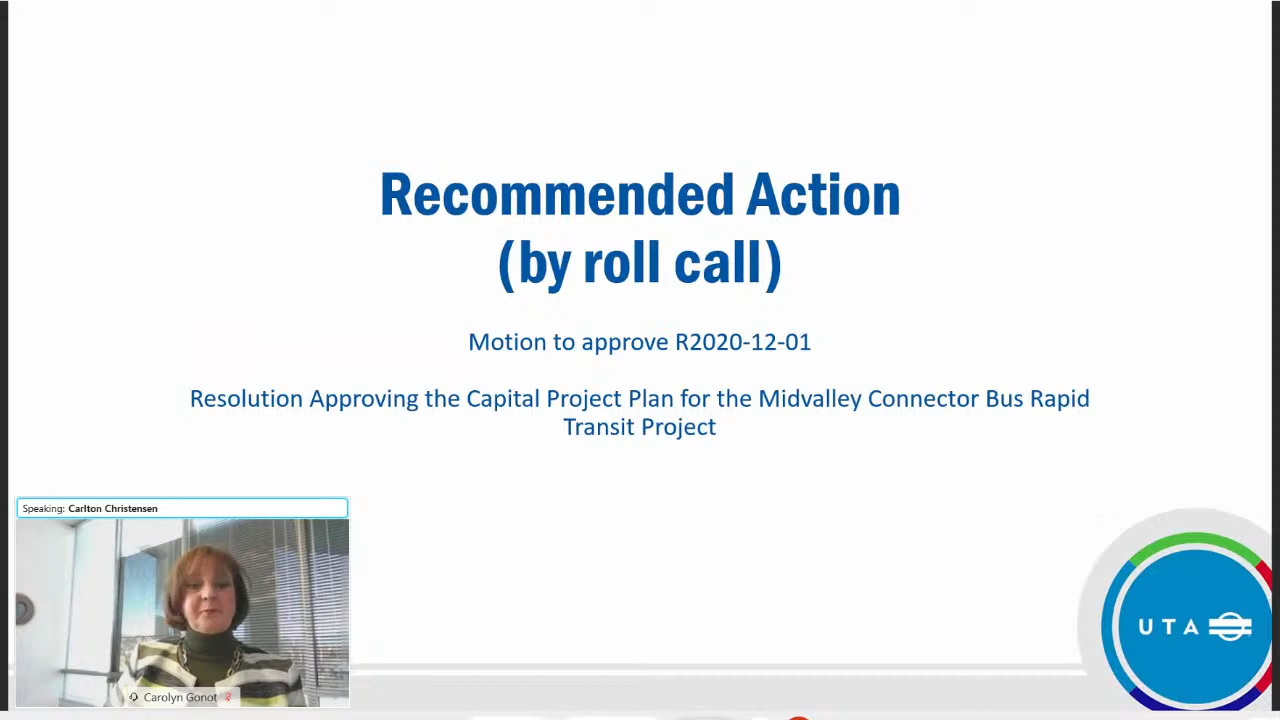 Recommended Action
(by roll call)
Motion to approve R2020-12-01
Resolution Approving the Capital Project Plan for the Midvalley Connector Bus Rapid
Transit Project
Speaking: Carlton Christensen
Carolyn Gonot
UTA